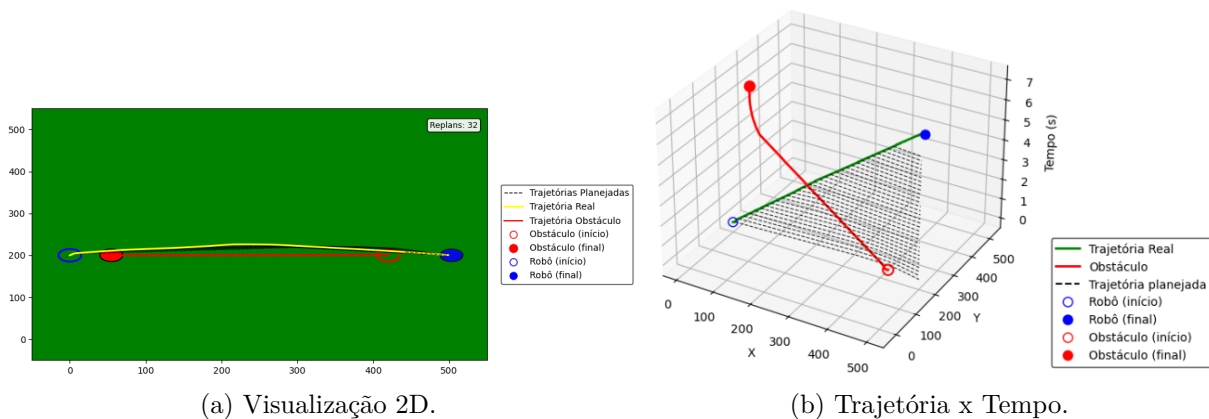 Replans: 32
500
400
300
200
100
0
0 100 200 300 400 500
Trajetórias Planejadas
Trajetória Real
Trajetória Obstáculo
Obstáculo (início)
Obstáculo (final)
Robô (início)
Robô (final)
(a) Visualização 2D.
7
6
5
4
3
2
1
0
Tempo (s)
0 100 200 300 400 500
X
0 100 200 300 400 500
Y
Trajetória Real
Obstáculo
Trajetória planejada
Robô (início)
Robô (final)
Obstáculo (início)
Obstáculo (final)
(b) Trajetória x Tempo.